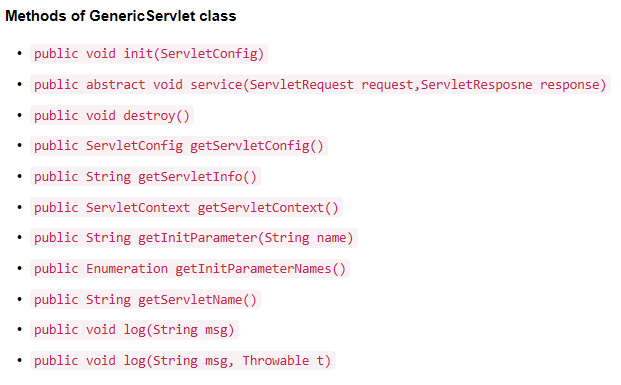 Methods of GenericServlet class
• public void init(ServletConfig)
• public abstract void service(ServletRequest request,ServletResposne response)
• public void destroy()
• public ServletConfig getServletConfig()
• public String getServletInfo()
• public ServletContext getServletContext()
• public String getInitParameter(String name)
• public Enumeration getInitParameterNames()
• public String getServletName()
• public void log(String msg)
• public void log(String msg, Throwable t)